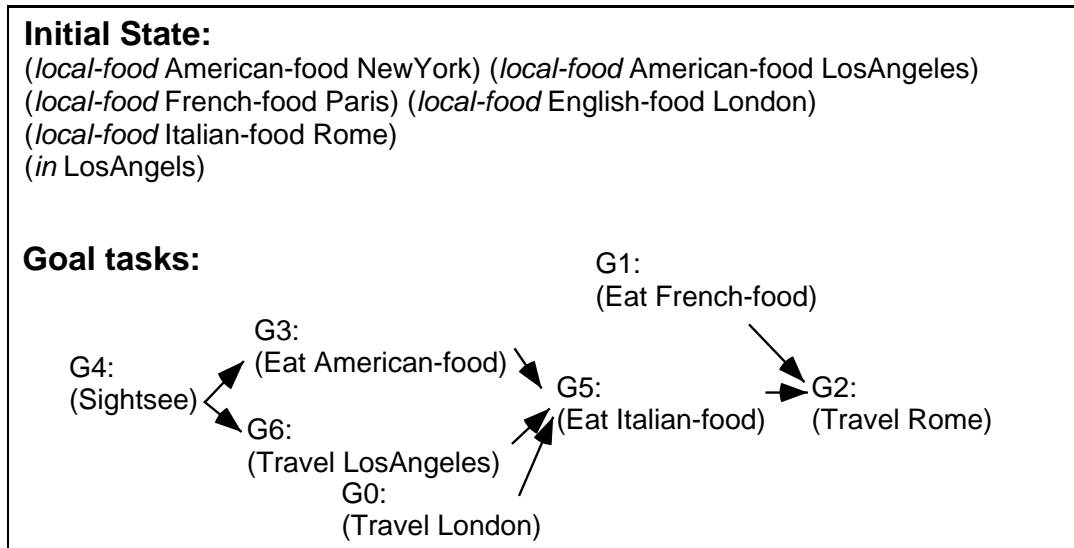 Initial State:
(local-food American-food NewYork) (local-food American-food LosAngeles)
(local-food French-food Paris) (local-food English-food London)
(local-food Italian-food Rome)
(in LosAngels)
Goal tasks:
G1:
(Eat French-food)
G3:
(Eat American-food)
G4:
(Sightsee)
G5:
(Eat Italian-food)
G2:
(Travel Rome)
G6:
(Travel LosAngeles)
G0:
(Travel London)